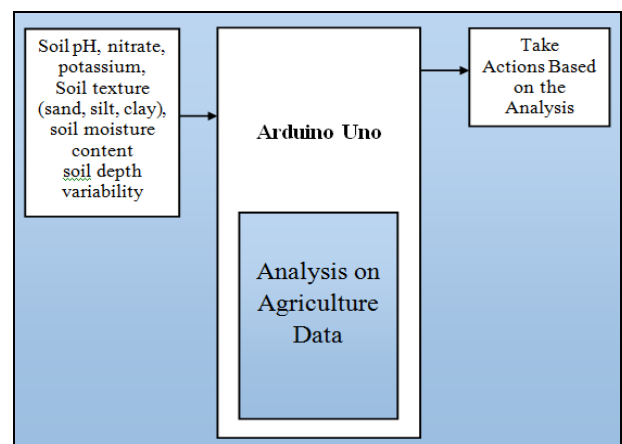 Soil pH, nitrate,
potassium,
Soil texture
(sand, silt, clay),
soil moisture
content
soil depth
variability
Arduino Uno
Analysis on
Agriculture
Data
Take
Actions Based
on the
Analysis